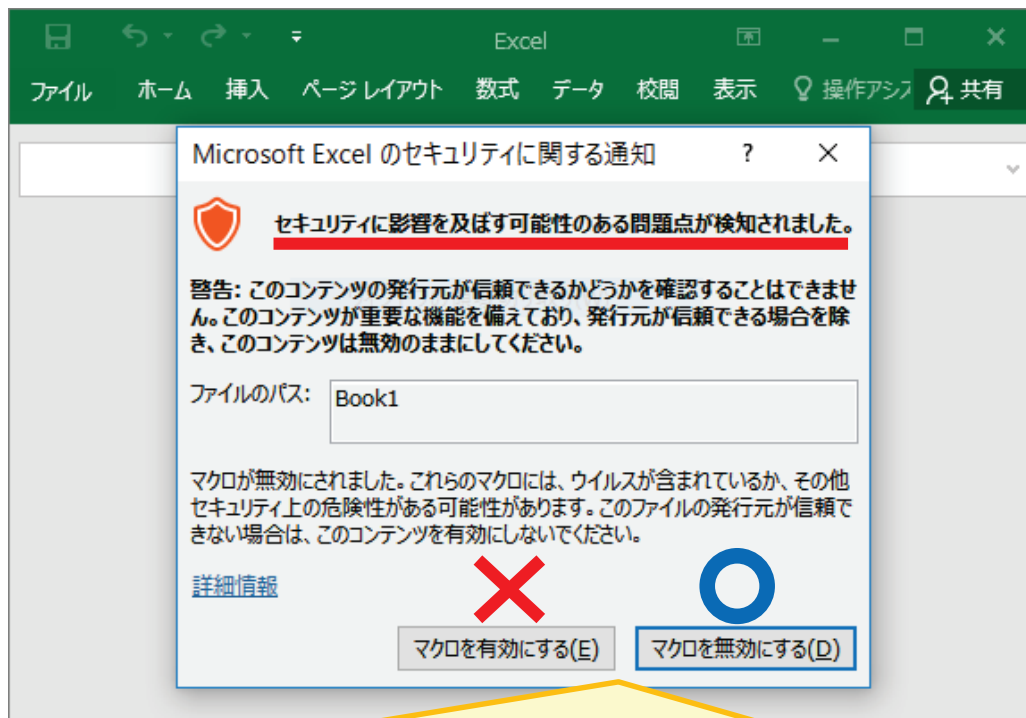 Excel
ファイル ホーム 挿入 ページ レイアウト 数式 データ 校閲 表示 操作アシス 共有
Microsoft Excel のセキュリティに関する通知 ?
セキュリティに影響を及ぼす可能性のある問題点が検知されました。
警告: このコンテンツの発行元が信頼できるかどうかを確認することはできませ
ん。このコンテンツが重要な機能を備えており、発行元が信頼できる場合を除
き、このコンテンツは無効のままにしてください。
ファイルのパス: Book1
マクロが無効にされました。これらのマクロには、ウイルスが含まれているか、その他
セキュリティ上の危険性がある可能性があります。このファイルの発行元が信頼で
きない場合は、このコンテンツを有効にしないでください。
詳細情報
マクロを有効にする(E) マクロを無効にする(D)